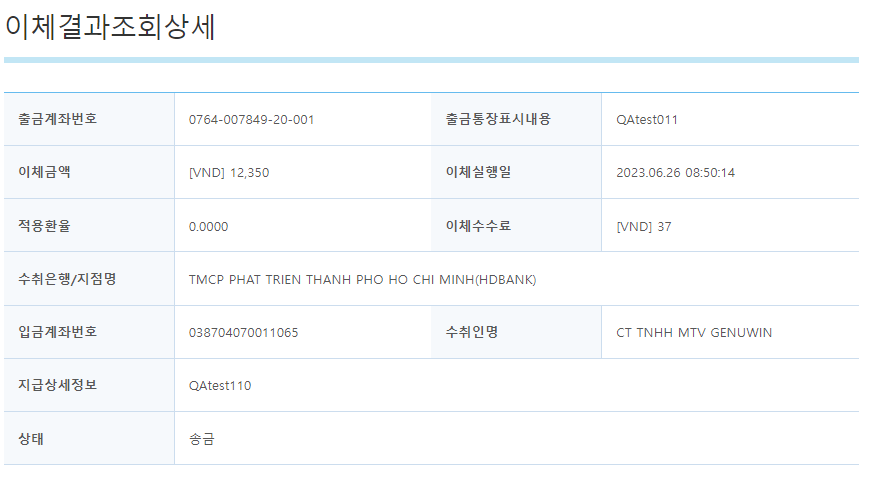 이체결과조회상세
출금계좌번호 0764-007849-20-001 출금통장표시내용 QAtest011
이체금액 [VND] 12,350 이체실행일 2023.06.26 08:50:14
적용환율 0.0000 이체수수료 [VND] 37
수취은행/지점명 TMCP PHAT TRIEN THANH PHO HO CHI MINH(HDBANK)
입금계좌번호 038704070011065 수취인명 CT TNHH MTV GENUWIN
지급상세정보 QAtest110
상태 송금